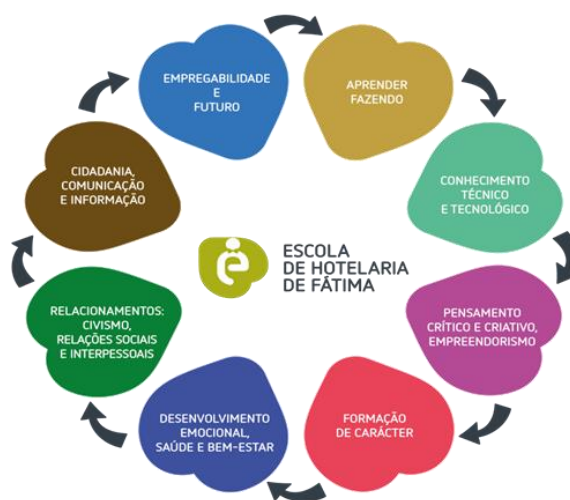 EMPREGABILIDADE
E
FUTURO
APRENDER
FAZENDO
CONHECIMENTO
TÉCNICO
E TECNOLÓGICO
PENSAMENTO
CRÍTICO E CRIATIVO,
EMPREENDORISMO
FORMAÇÃO
DE CARÁCTER
DESENVOLVIMENTO
EMOCIONAL,
SAÚDE E BEM-ESTAR
RELACIONAMENTOS:
CIVISMO,
RELAÇÕES SOCIAIS
E INTERPESSOAIS
CIDADANIA,
COMUNICAÇÃO
E INFORMAÇÃO
ESCOLA
DE HOTELARIA
DE FÁTIMA